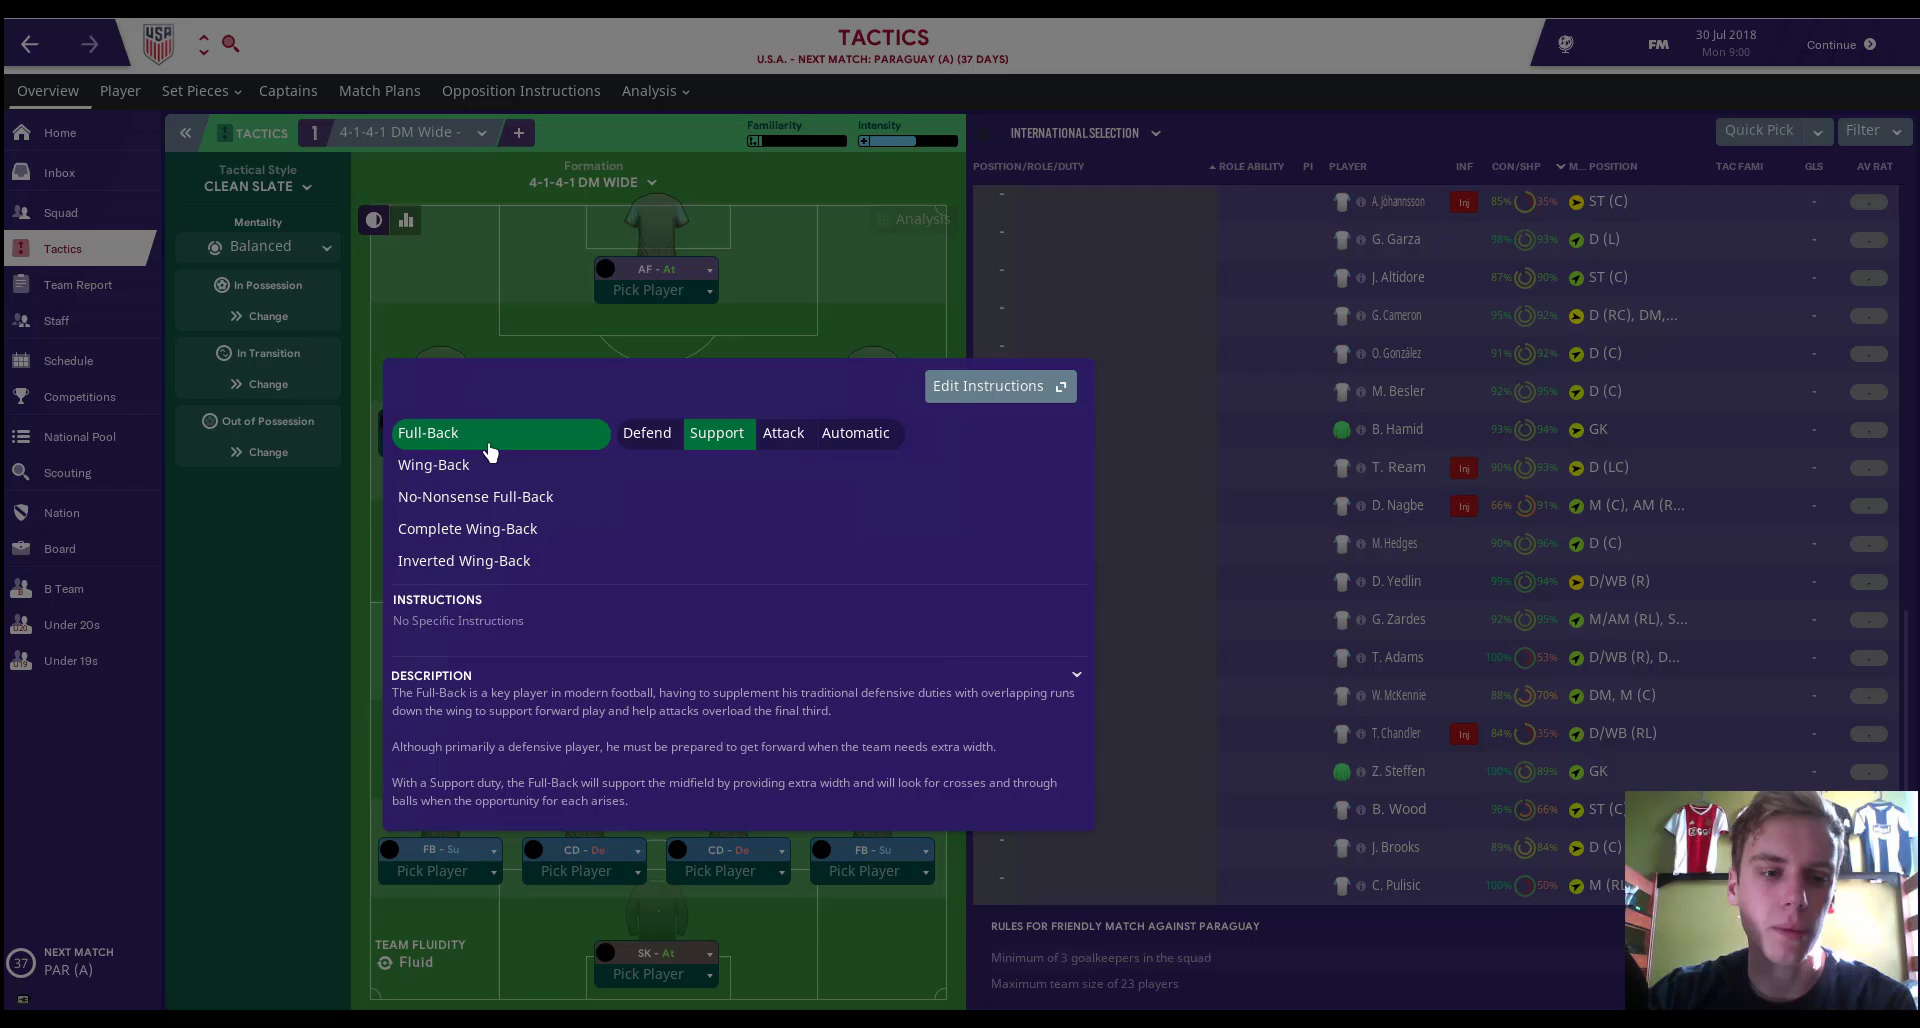 USA
TACTICS
U.S.A. - NEXT MATCH: PARAGUAY (A) (37 DAYS)
FM
30 Jul 2018
Mon 9:00
Continue
Overview
Player
Set Pieces
Captains
Match Plans
Opposition Instructions
Analysis
Home
Inbox
Squad
Tactics
Team Report
Staff
Schedule
Competitions
National Pool
Scouting
Nation
Board
B Team
Under 20s
Under 19s
37
NEXT MATCH
PAR (A)
TACTICS
1
4-1-4-1 DM Wide -
Familiarity
Intensity
Tactical Style
CLEAN SLATE
Mentality
Balanced
In Possession
Change
In Transition
Change
Out of Possession
Change
Formation
4-1-4-1 DM WIDE
Analysis
AF - At
Pick Player
Edit Instructions
Full-Back
Defend
Support
Attack
Automatic
Wing-Back
No-Nonsense Full-Back
Complete Wing-Back
Inverted Wing-Back
INSTRUCTIONS
No Specific Instructions
DESCRIPTION
The Full-Back is a key player in modern football, having to supplement his traditional defensive duties with overlapping runs
down the wing to support forward play and help attacks overload the final third.
Although primarily a defensive player, he must be prepared to get forward when the team needs extra width.
With a Support duty, the Full-Back will support the midfield by providing extra width and will look for crosses and through
balls when the opportunity for each arises.
FB - Su
CD - De
CD - De
FB - Su
Pick Player
Pick Player
Pick Player
Pick Player
TEAM FLUIDITY
Fluid
SK - At
Pick Player
INTERNATIONAL SELECTION
Quick Pick
Filter
POSITION/ROLE/DUTY
ROLE ABILITY
PI
PLAYER
INF
CON/SHP
M...
POSITION
TAC FAMI
GLS
AV RAT
- A. Jóhannsson Inj 85% 35% ST (C) - -
- G. Garza 98% 93% D (L) - -
- J. Altidore 87% 90% ST (C) - -
- G. Cameron 95% 92% D (RC), DM,... - -
- O. González 91% 92% D (C) - -
M. Besler 92% 95% D (C) - -
B. Hamid 93% 94% GK - -
T. Ream Inj 90% 93% D (LC) - -
D. Nagbe Inj 66% 91% M (C), AM (R... - -
M. Hedges 90% 96% D (C) - -
D. Yedlin 99% 94% D/WB (R) - -
G. Zardes 92% 95% M/AM (RL), S... - -
T. Adams 100% 53% D/WB (R), D... - -
W. McKennie 88% 70% DM, M (C) - -
T. Chandler Inj 84% 35% D/WB (RL) - -
Z. Steffen 100% 89% GK - -
B. Wood 96% 66% ST (C)
- J. Brooks 89% 84% D (C)
- C. Pulisic 100% 50% M (RL
RULES FOR FRIENDLY MATCH AGAINST PARAGUAY
Minimum of 3 goalkeepers in the squad
Maximum team size of 23 players